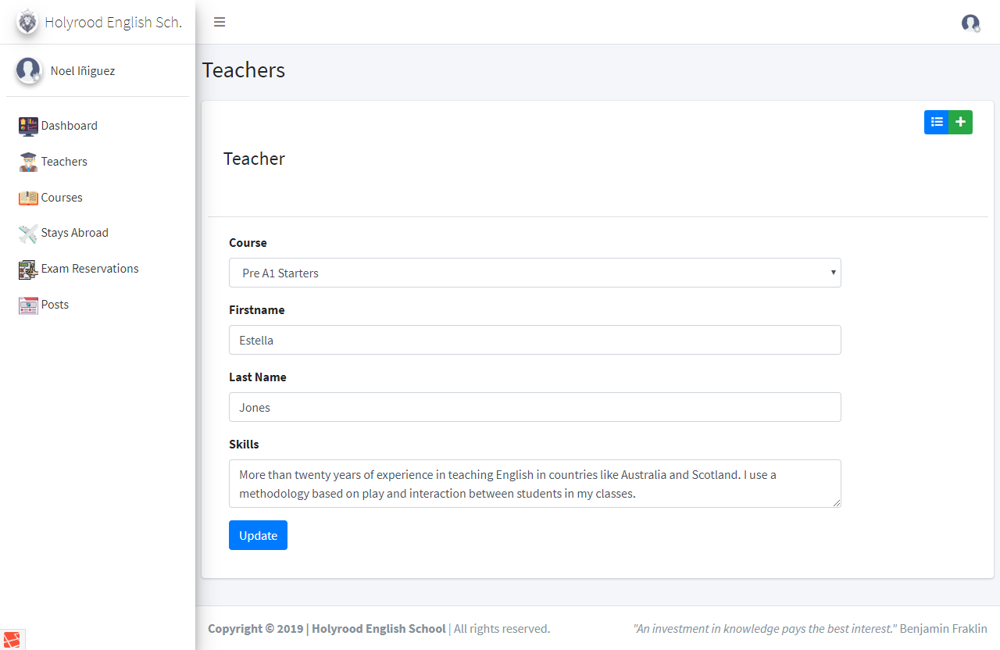 Holyrood English Sch.
Noel Iñiguez
Dashboard
Teachers
Courses
Stays Abroad
Exam Reservations
Posts
Teachers
Teacher
Course
Pre A1 Starters
Firstname
Estella
Last Name
Jones
Skills
More than twenty years of experience in teaching English in countries like Australia and Scotland. I use a
methodology based on play and interaction between students in my classes.
Update
Copyright © 2019 | Holyrood English School | All rights reserved.
"An investment in knowledge pays the best interest." Benjamin Fraklin